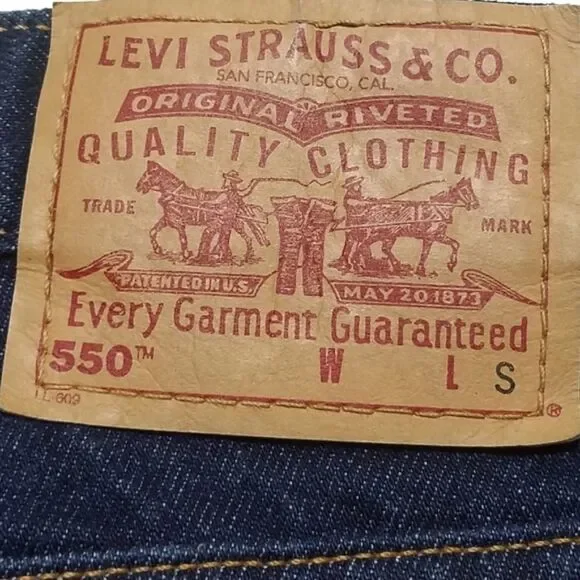 LEVI STRAUSS & CO.
SAN FRANCISCO, CAL.
ORIGINAL RIVETED
QUALITY CLOTHING
TRADE MARK
PATENTED IN U.S. MAY 20 1873
Every Garment Guaranteed
550™ W L S
L-609 ®